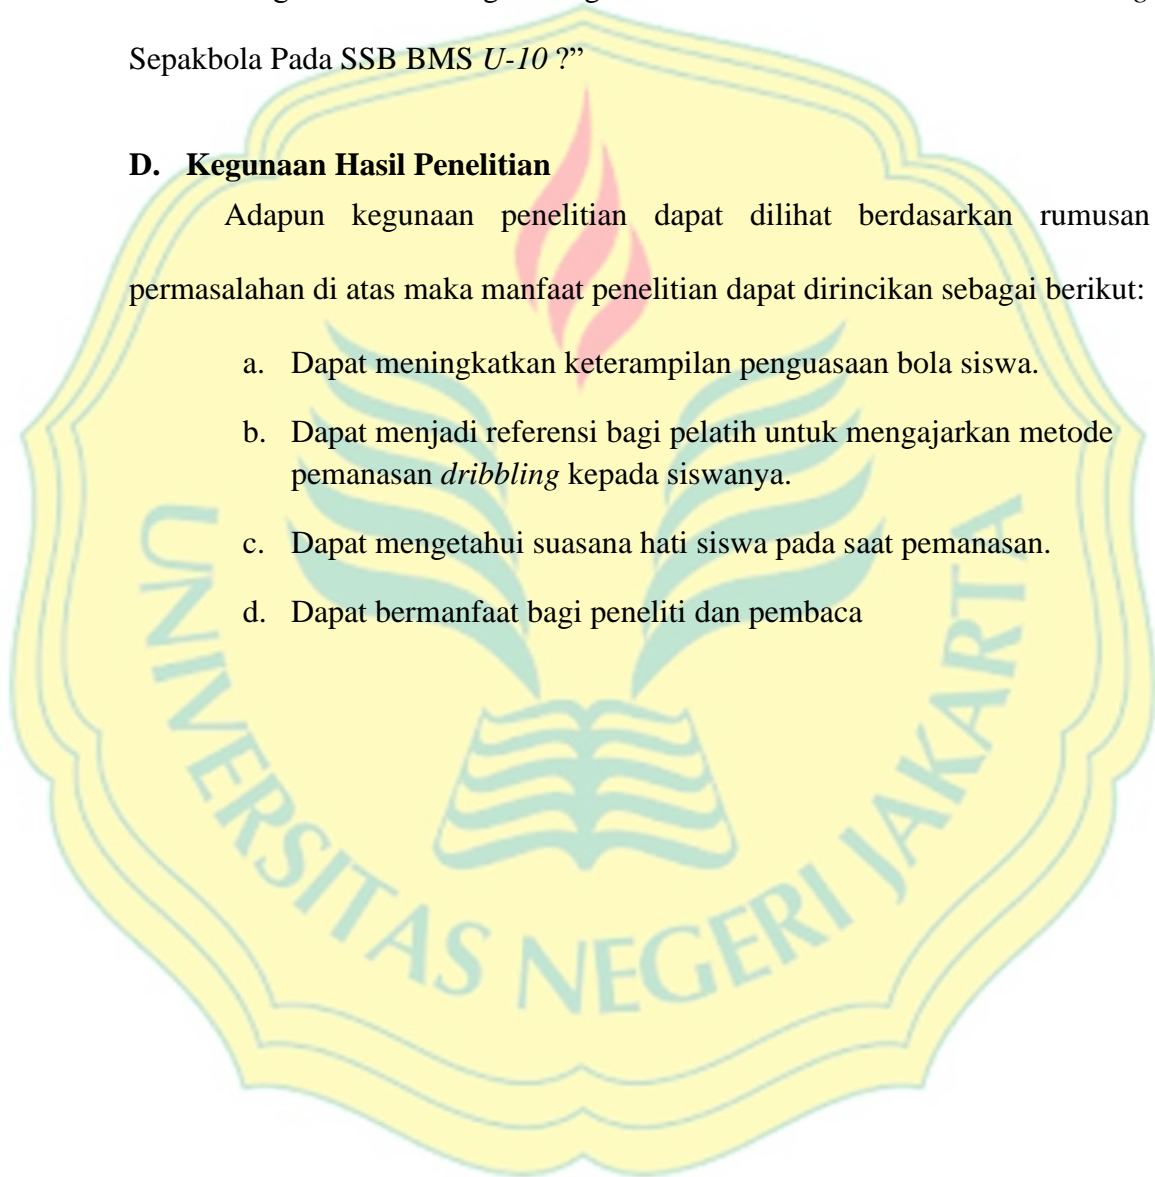 Sepakbola Pada SSB BMS U-10 ?”
D. Kegunaan Hasil Penelitian
Adapun kegunaan penelitian dapat dilihat berdasarkan rumusan
permasalahan di atas maka manfaat penelitian dapat dirincikan sebagai berikut:
a. Dapat meningkatkan keterampilan penguasaan bola siswa.
b. Dapat menjadi referensi bagi pelatih untuk mengajarkan metode
pemanasan dribbling kepada siswanya.
c. Dapat mengetahui suasana hati siswa pada saat pemanasan.
d. Dapat bermanfaat bagi peneliti dan pembaca
UNIVERSITAS NEGERI JAKARTA